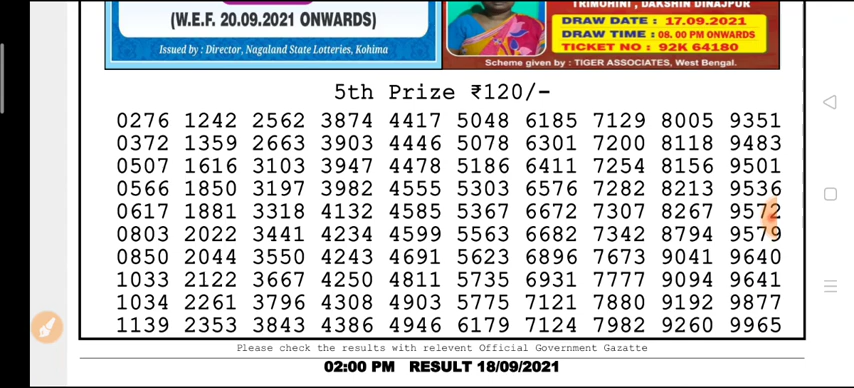 TRIMOHINI , DAKSHIN DINAJPUR
(W.E.F. 20.09.2021 ONWARDS)
DRAW DATE : 17.09.2021
DRAW TIME : 08. 00 PM ONWARDS
TICKET NO : 92K 64180
Issued by : Director, Nagaland State Lotteries, Kohima
Scheme given by : TIGER ASSOCIATES, West Bengal.
5th Prize ₹120/-
0276 1242 2562 3874 4417 5048 6185 7129 8005 9351
0372 1359 2663 3903 4446 5078 6301 7200 8118 9483
0507 1616 3103 3947 4478 5186 6411 7254 8156 9501
0566 1850 3197 3982 4555 5303 6576 7282 8213 9536
0617 1881 3318 4132 4585 5367 6672 7307 8267 9572
0803 2022 3441 4234 4599 5563 6682 7342 8794 9579
0850 2044 3550 4243 4691 5623 6896 7673 9041 9640
1033 2122 3667 4250 4811 5735 6931 7777 9094 9641
1034 2261 3796 4308 4903 5775 7121 7880 9192 9877
1139 2353 3843 4386 4946 6179 7124 7982 9260 9965
Please check the results with relevent Official Government Gazatte
02:00 PM RESULT 18/09/2021